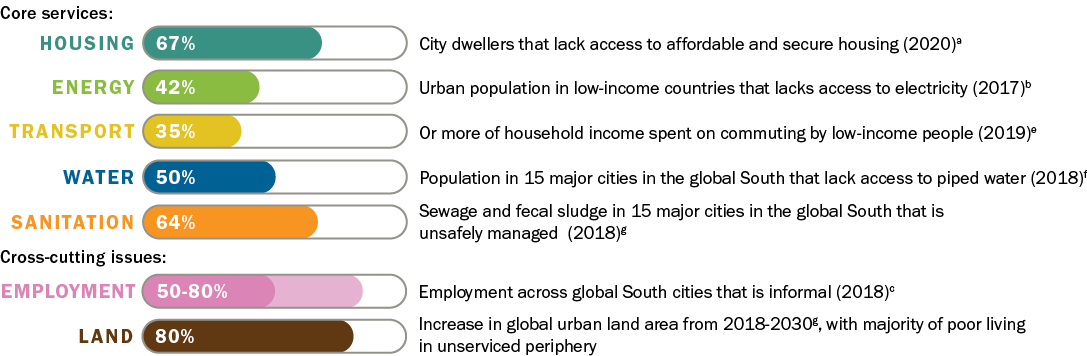 Core services:
HOUSING 67% City dwellers that lack access to affordable and secure housing (2020)ᵃ
ENERGY 42% Urban population in low-income countries that lacks access to electricity (2017)ᵇ
TRANSPORT 35% Or more of household income spent on commuting by low-income people (2019)ᵉ
WATER 50% Population in 15 major cities in the global South that lack access to piped water (2018)ᶠ
SANITATION 64% Sewage and fecal sludge in 15 major cities in the global South that is
unsafely managed (2018)ᵍ
Cross-cutting issues:
EMPLOYMENT 50-80% Employment across global South cities that is informal (2018)ᶜ
LAND 80% Increase in global urban land area from 2018-2030ᵍ, with majority of poor living
in unserviced periphery